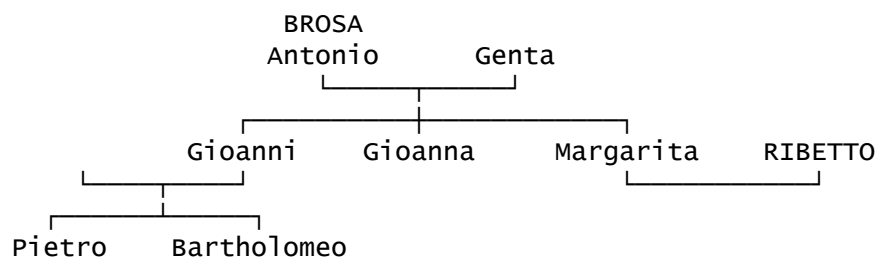 BROSA
Antonio Genta
Gioanni Gioanna Margarita RIBETTO
Pietro Bartholomeo